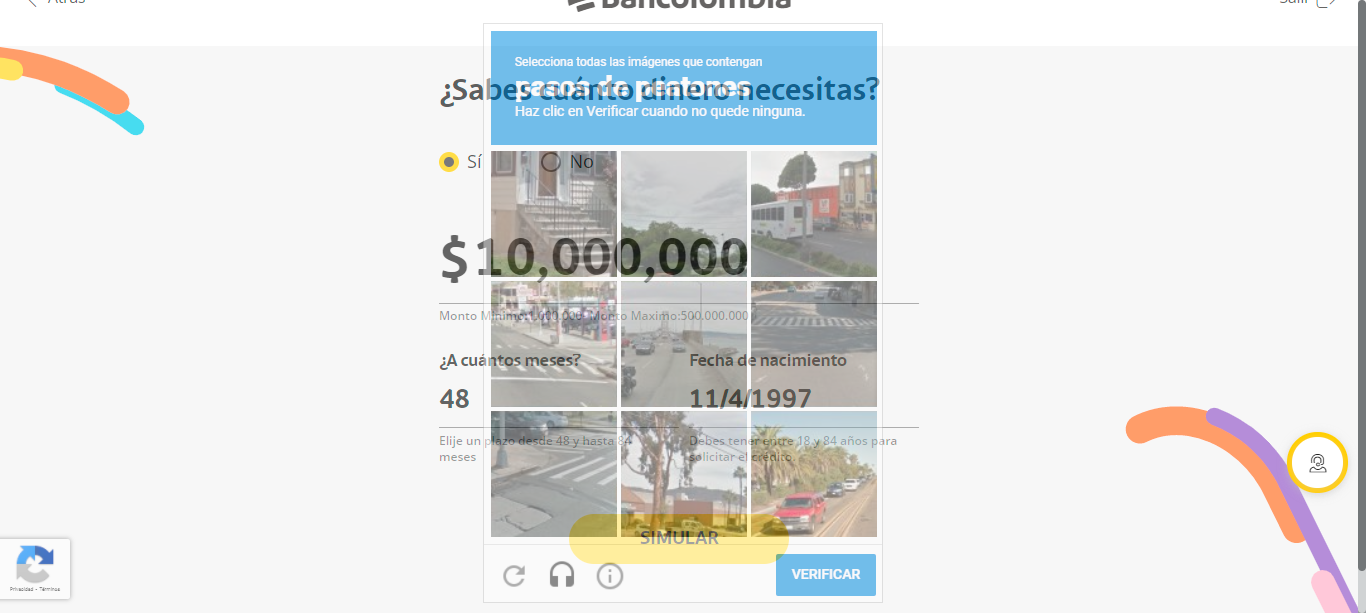 Atrás
Bancolombia
Salir
Selecciona todas las imágenes que contengan
pasos de peatones
¿Sabes cuánto dinero necesitas?
Haz clic en Verificar cuando no quede ninguna.
Sí
No
$10,000,000
Monto Mínimo:1.000.000 Monto Maximo:500.000.000
¿A cuántos meses?
Fecha de nacimiento
48
11/4/1997
Elije un plazo desde 48 y hasta 84
meses
Debes tener entre 18 y 84 años para
solicitar el crédito.
SIMULAR
VERIFICAR
Privacidad - Términos